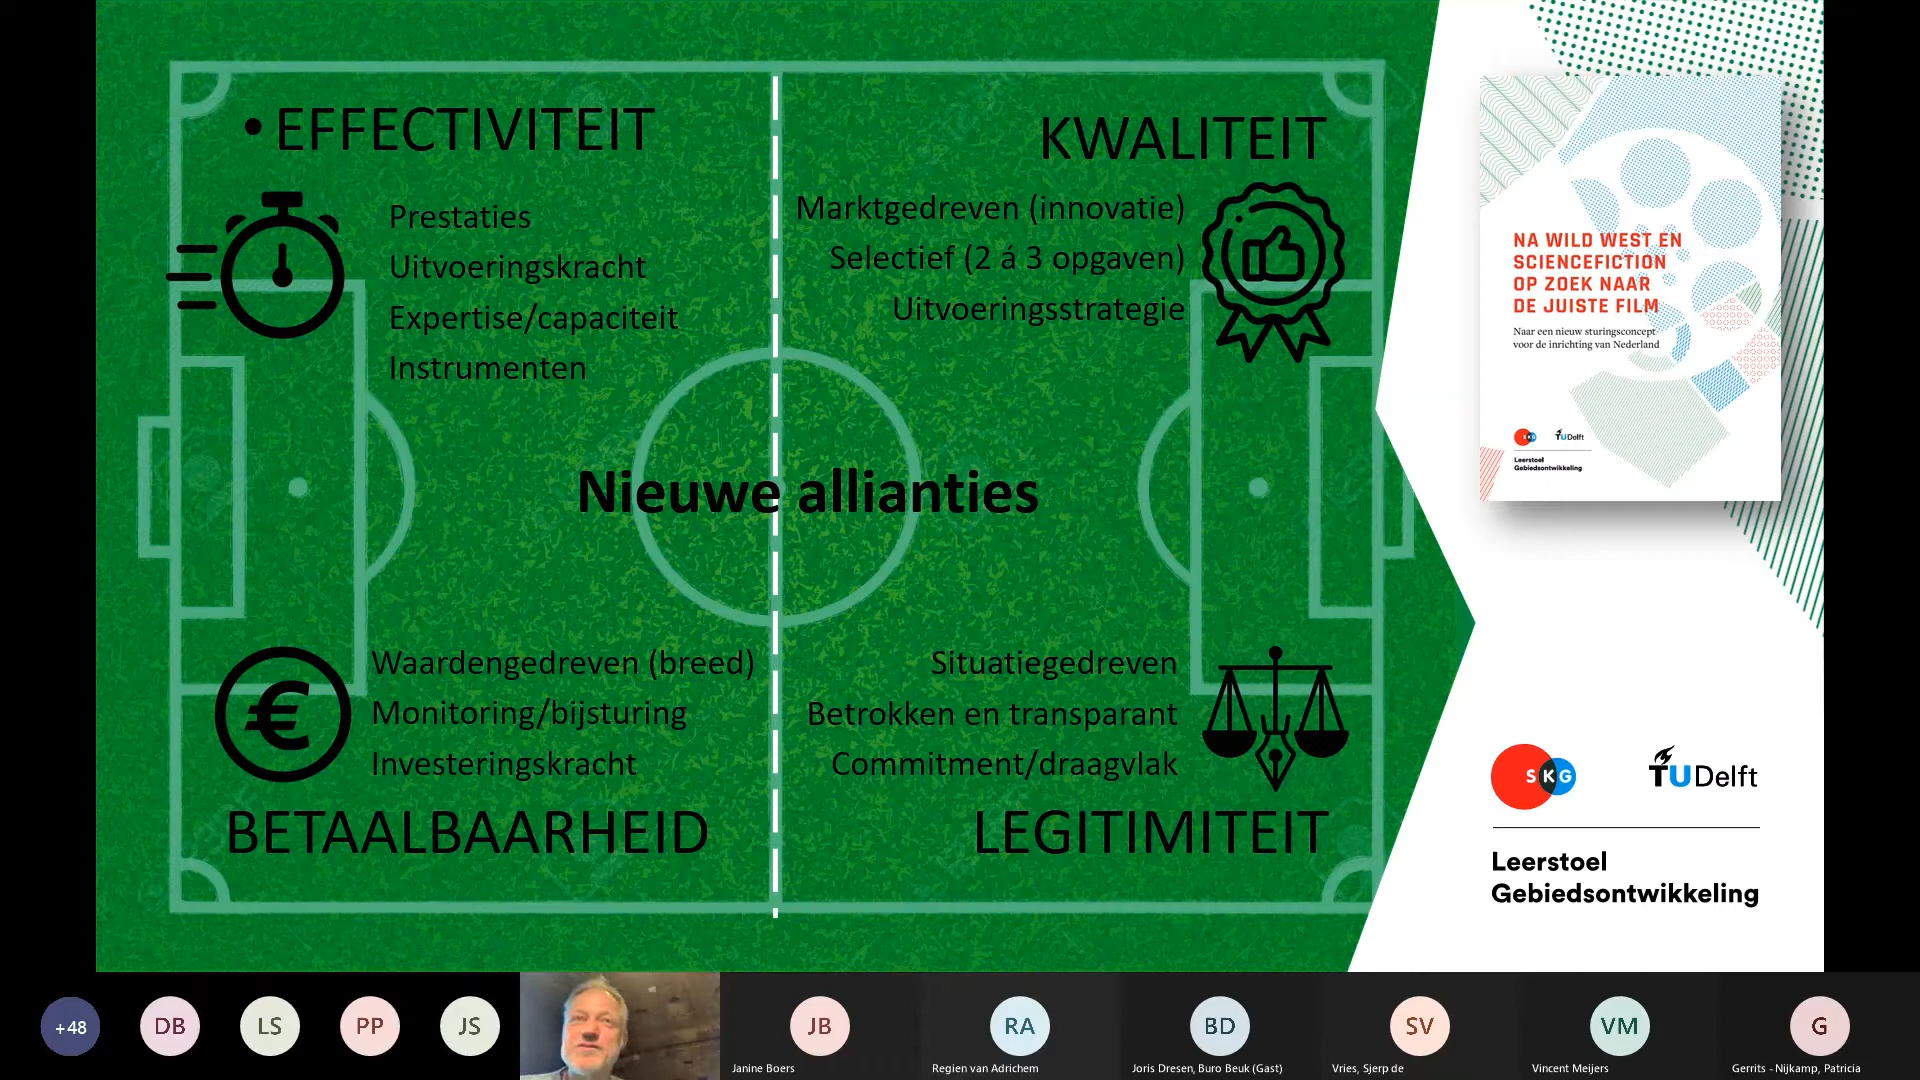 • EFFECTIVITEIT
Prestaties
Uitvoeringskracht
Expertise/capaciteit
Instrumenten
KWALITEIT
Marktgedreven (innovatie)
Selectief (2 á 3 opgaven)
Uitvoeringsstrategie
Nieuwe allianties
Waardengedreven (breed)
Monitoring/bijsturing
Investeringskracht
BETAALBAARHEID
Situatiegedreven
Betrokken en transparant
Commitment/draagvlak
LEGITIMITEIT
NA WILD WEST EN
SCIENCEFICTION
OP ZOEK NAAR
DE JUISTE FILM
Naar een nieuw sturingsconcept
voor de inrichting van Nederland
SKG
TUDelft
Leerstoel
Gebiedsontwikkeling
SKG
TUDelft
Leerstoel
Gebiedsontwikkeling
+48
DB
LS
PP
JS
JB
Janine Boers
RA
Regien van Adrichem
BD
Joris Dresen, Buro Beuk (Gast)
SV
Vries, Sjerp de
VM
Vincent Meijers
G
Gerrits - Nijkamp, Patricia